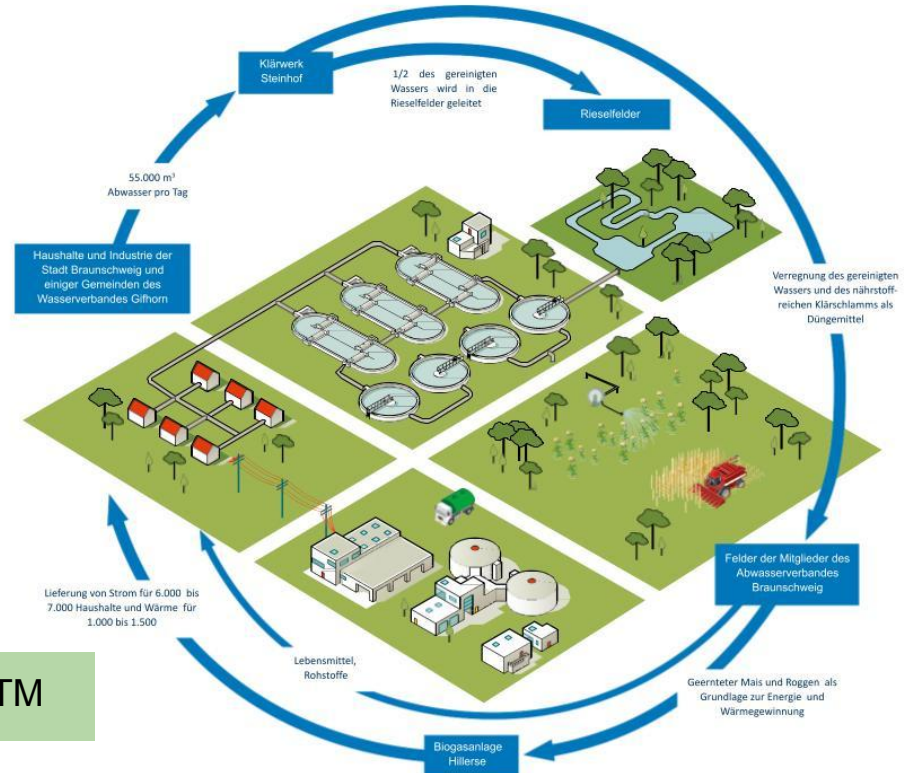 Klärwerk
Steinhof
1/2 des gereinigten
Wassers wird in die
Rieselfelder geleitet
Rieselfelder
55.000 m³
Abwasser pro Tag
Haushalte und Industrie der
Stadt Braunschweig und
einiger Gemeinden des
Wasserverbandes Gifhorn
Verregnung des gereinigten
Wassers und des nährstoff-
reichen Klärschlamms als
Düngemittel
Felder der Mitglieder des
Abwasserverbandes
Braunschweig
Lieferung von Strom für 6.000 bis
7.000 Haushalte und Wärme für
1.000 bis 1.500
Lebensmittel,
Rohstoffe
Geernteter Mais und Roggen als
Grundlage zur Energie und
Wärmegewinnung
TM
Biogasanlage
Hillerse